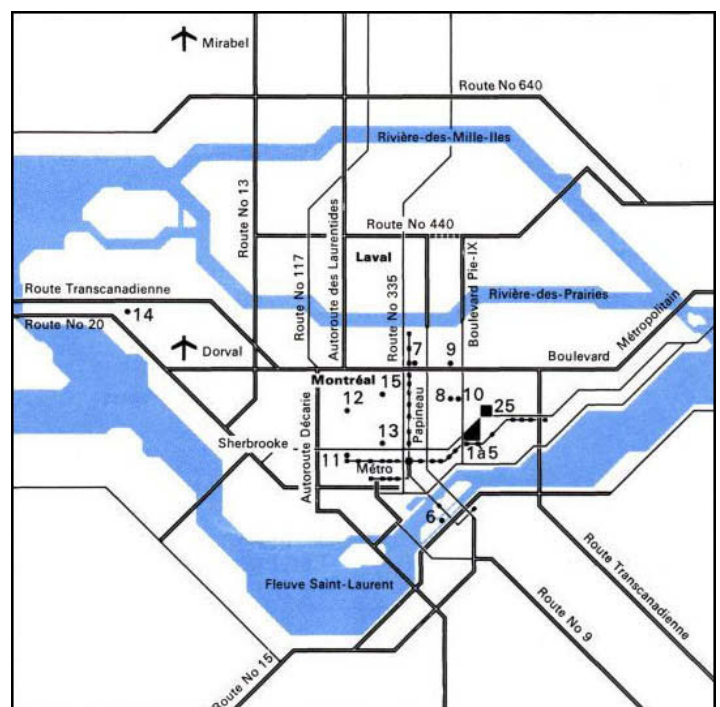 Mirabel
Route No 640
Rivière-des-Mille-Iles
Route No 13
Autoroute des Laurentides
Route No 440
Laval
Route No 117
Route No 335
Boulevard Pie-IX
Route Transcanadienne
Rivière-des-Prairies
Métropolitain
14
Route No 20
Dorval
7
9
Boulevard
Montréal
15
12
8
10
25
Papineau
13
Autoroute Décarie
Sherbrooke
1à5
11
Métro
6
Route Transcanadienne
Fleuve Saint-Laurent
Route No 9
Route No 15